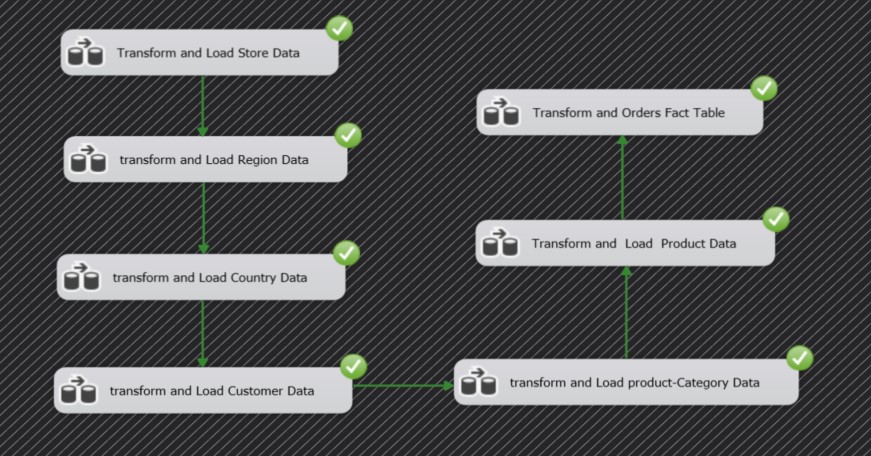 Transform and Load Store Data
transform and Load Region Data
transform and Load Country Data
transform and Load Customer Data
transform and Load product-Category Data
Transform and  Load  Product Data
Transform and Orders Fact Table